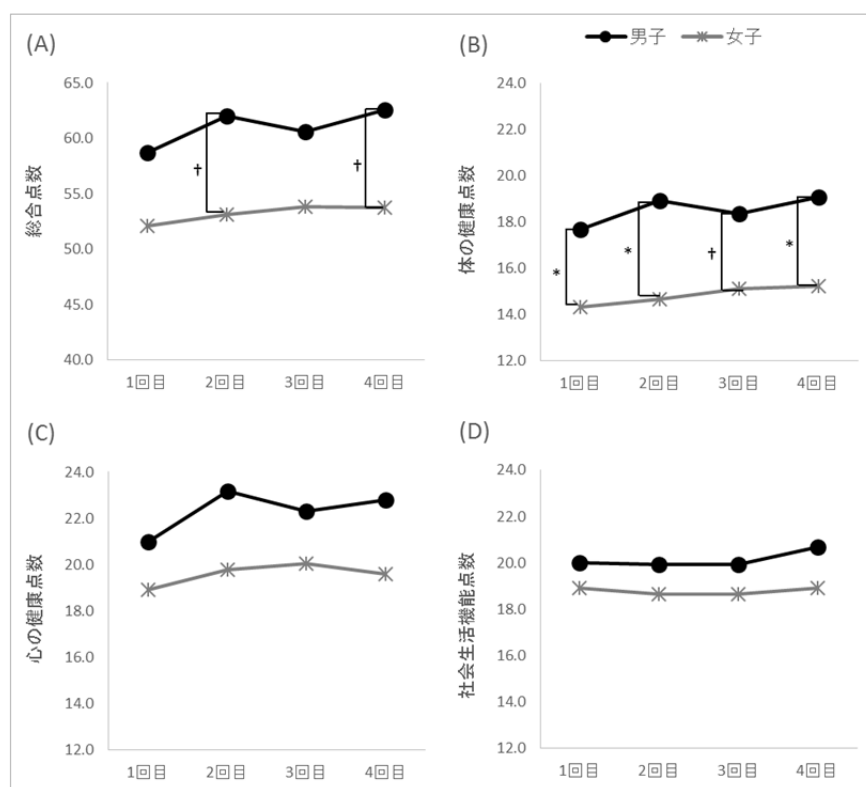 (A)
65.0
60.0
55.0
50.0
45.0
40.0
総合点数
†
†
1回目 2回目 3回目 4回目
(B)
男子 女子
24.0
22.0
20.0
18.0
16.0
14.0
12.0
体の健康点数
*
*
†
*
1回目 2回目 3回目 4回目
(C)
24.0
22.0
20.0
18.0
16.0
14.0
12.0
心の健康点数
1回目 2回目 3回目 4回目
(D)
24.0
22.0
20.0
18.0
16.0
14.0
12.0
社会生活機能点数
1回目 2回目 3回目 4回目